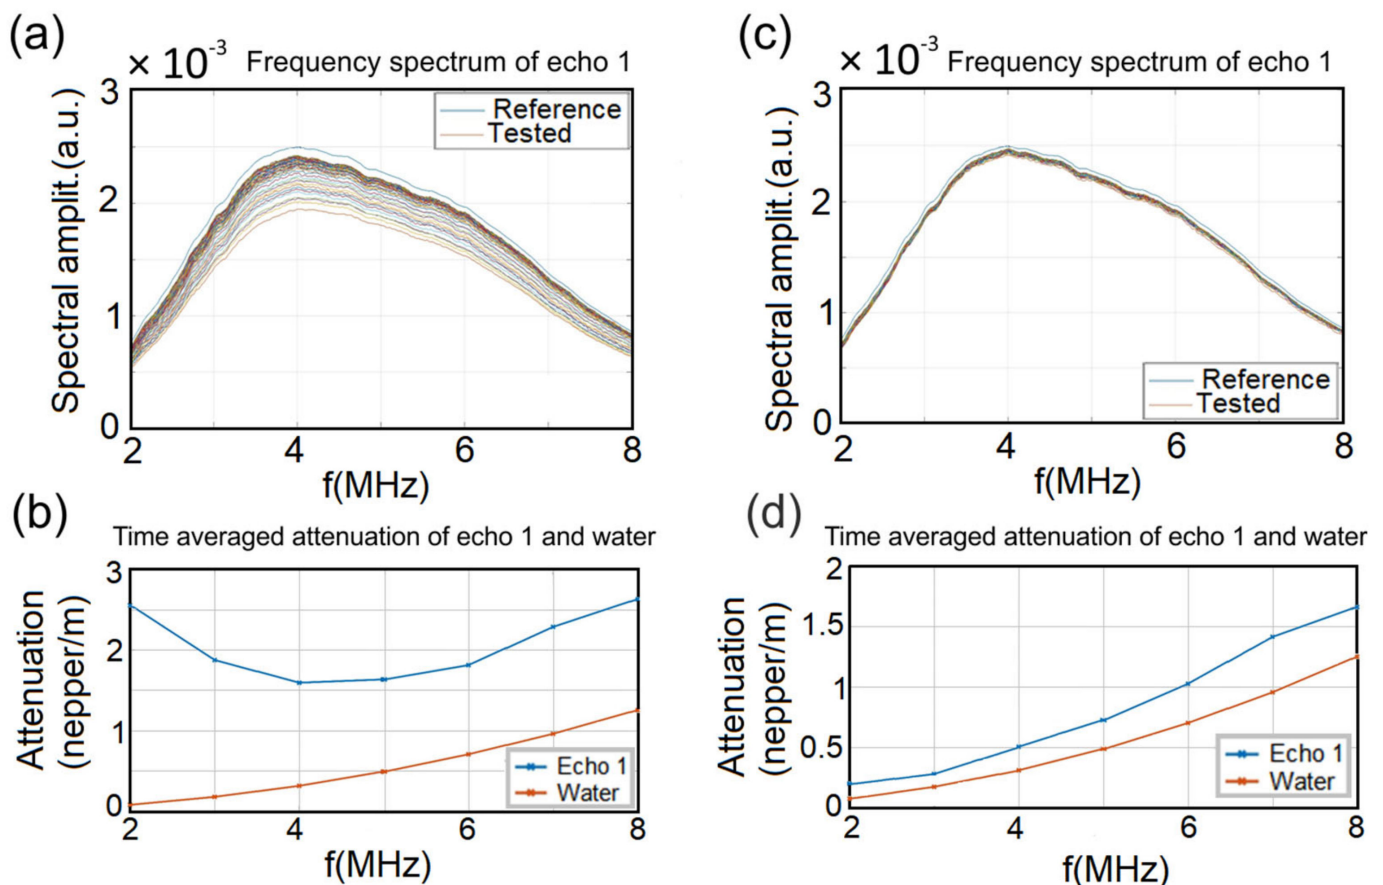 (a)
× 10⁻³ Frequency spectrum of echo 1
Spectral amplit.(a.u.)
3
2
1
0
Reference
Tested
2 4 6 8
f(MHz)
(c)
× 10⁻³ Frequency spectrum of echo 1
Spectral amplit.(a.u.)
3
2
1
0
Reference
Tested
2 4 6 8
f(MHz)
(b)
Time averaged attenuation of echo 1 and water
Attenuation
(nepper/m)
3
2
1
0
Echo 1
Water
2 4 6 8
f(MHz)
(d)
Time averaged attenuation of echo 1 and water
Attenuation
(nepper/m)
2
1.5
1
0.5
0
Echo 1
Water
2 4 6 8
f(MHz)